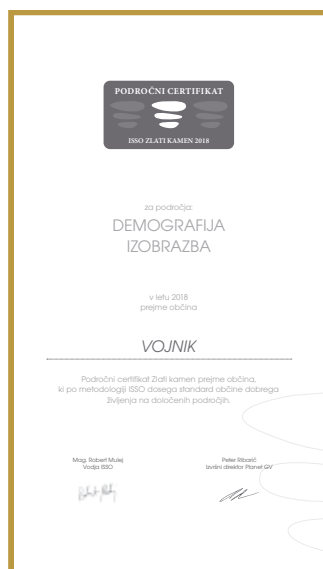 PODROČNI CERTIFIKAT
ISSO ZLATI KAMEN 2018
za področja:
DEMOGRAFIJA
IZOBRAZBA
v letu 2018
prejme občina
VOJNIK
Področni certifikat Zlati kamen prejme občina,
ki po metodologiji ISSO dosega standard občine dobrega
življenja na določenih področjih.
Mag. Robert Mulej
Vodja ISSO
Peter Ribarič
Izvršni direktor Planet GV